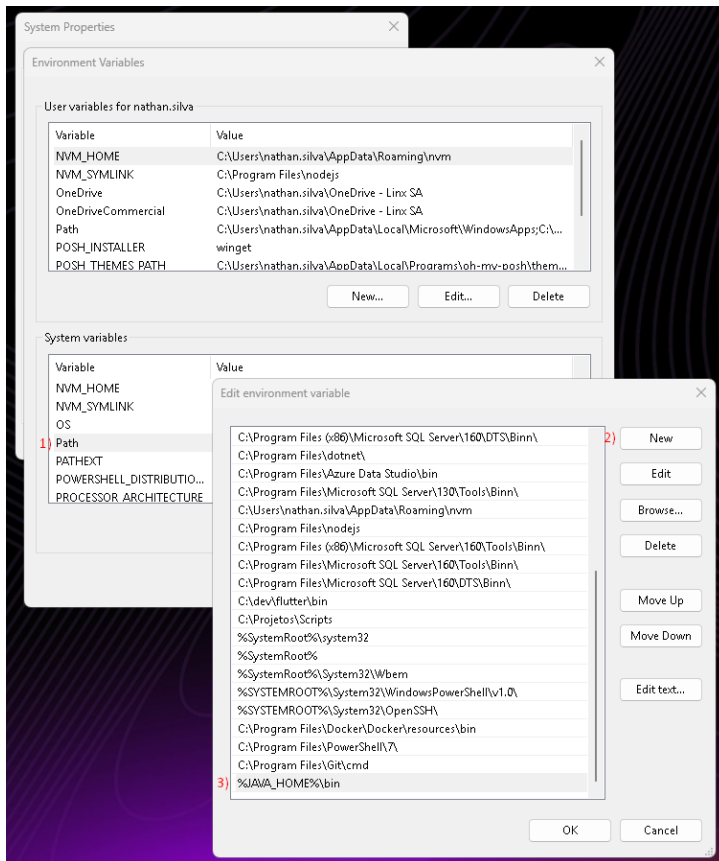 System Properties
Environment Variables
User variables for nathan.silva
Variable Value
NVM_HOME C:\Users\nathan.silva\AppData\Roaming\nvm
NVM_SYMLINK C:\Program Files\nodejs
OneDrive C:\Users\nathan.silva\OneDrive - Linx SA
OneDriveCommercial C:\Users\nathan.silva\OneDrive - Linx SA
Path C:\Users\nathan.silva\AppData\Local\Microsoft\WindowsApps;C:\...
POSH_INSTALLER winget
POSH_THEMES_PATH C:\Users\nathan.silva\AppData\Local\Programs\oh-my-posh\them...
New... Edit... Delete
System variables
Variable Value
NVM_HOME
NVM_SYMLINK
OS
1) Path
PATHEXT
POWERSHELL_DISTRIBUTIO...
PROCESSOR_ARCHITECTURE
Edit environment variable
C:\Program Files (x86)\Microsoft SQL Server\160\DTS\Binn\
C:\Program Files\dotnet\
C:\Program Files\Azure Data Studio\bin
C:\Program Files\Microsoft SQL Server\130\Tools\Binn\
C:\Users\nathan.silva\AppData\Roaming\nvm
C:\Program Files\nodejs
C:\Program Files (x86)\Microsoft SQL Server\160\Tools\Binn\
C:\Program Files\Microsoft SQL Server\160\Tools\Binn\
C:\Program Files\Microsoft SQL Server\160\DTS\Binn\
C:\dev\flutter\bin
C:\Projetos\Scripts
%SystemRoot%\system32
%SystemRoot%
%SystemRoot%\System32\Wbem
%SYSTEMROOT%\System32\WindowsPowerShell\v1.0\
%SYSTEMROOT%\System32\OpenSSH\
C:\Program Files\Docker\Docker\resources\bin
C:\Program Files\PowerShell\7\
C:\Program Files\Git\cmd
3) %JAVA_HOME%\bin
2) New
Edit
Browse...
Delete
Move Up
Move Down
Edit text...
OK Cancel